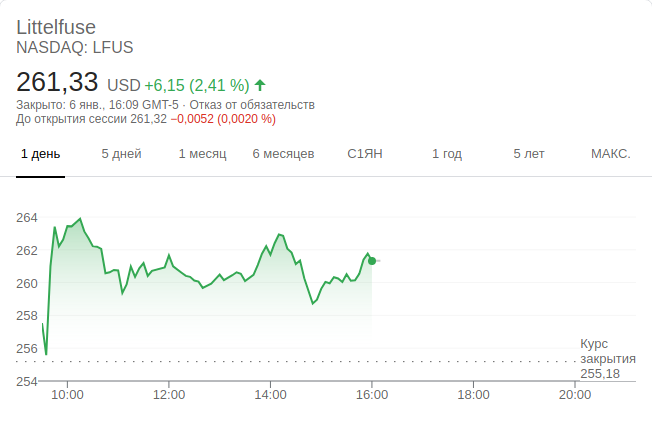 Littelfuse
NASDAQ: LFUS
261,33 USD +6,15 (2,41 %)
Закрыто: 6 янв., 16:09 GMT-5 · Отказ от обязательств
До открытия сессии 261,32 −0,0052 (0,0020 %)
1 день 5 дней 1 месяц 6 месяцев С1ЯН 1 год 5 лет МАКС.
264
262
260
258
256
254
Курс
закрытия
255,18
10:00 12:00 14:00 16:00 18:00 20:00